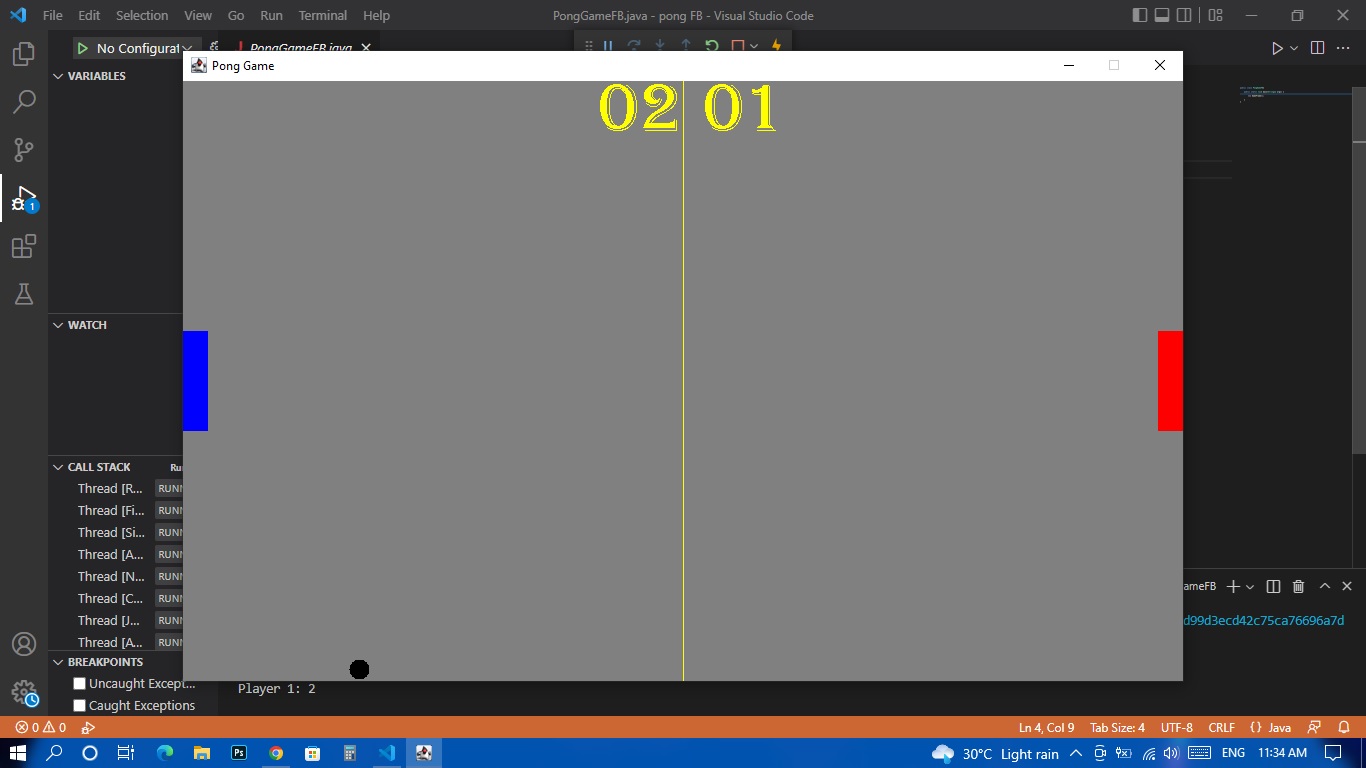 File Edit Selection View Go Run Terminal Help PongGameFB.java - pong FB - Visual Studio Code
No Configurat PongGameFB.java
Pong Game
VARIABLES
02 01
WATCH
CALL STACK Ru
Thread [R... RUNN
Thread [Fi... RUNN
Thread [Si... RUNN
Thread [A... RUNN
Thread [N... RUNN
Thread [C... RUNN
Thread [J... RUNN
Thread [A... RUNN
ameFB
d99d3ecd42c75ca76696a7d
BREAKPOINTS
Uncaught Except...
Caught Exceptions
Player 1: 2
1
0 0 Ln 4, Col 9 Tab Size: 4 UTF-8 CRLF {} Java
Ps 30°C Light rain ENG 11:34 AM